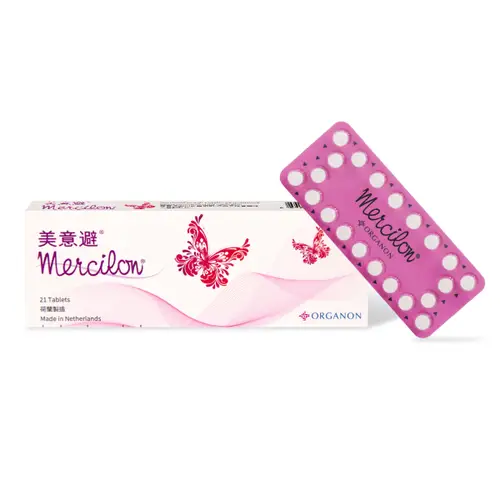 美意避®
Mercilon®
21 Tablets
荷蘭製造
Made in Netherlands
ORGANON
Mercilon®
ORGANON